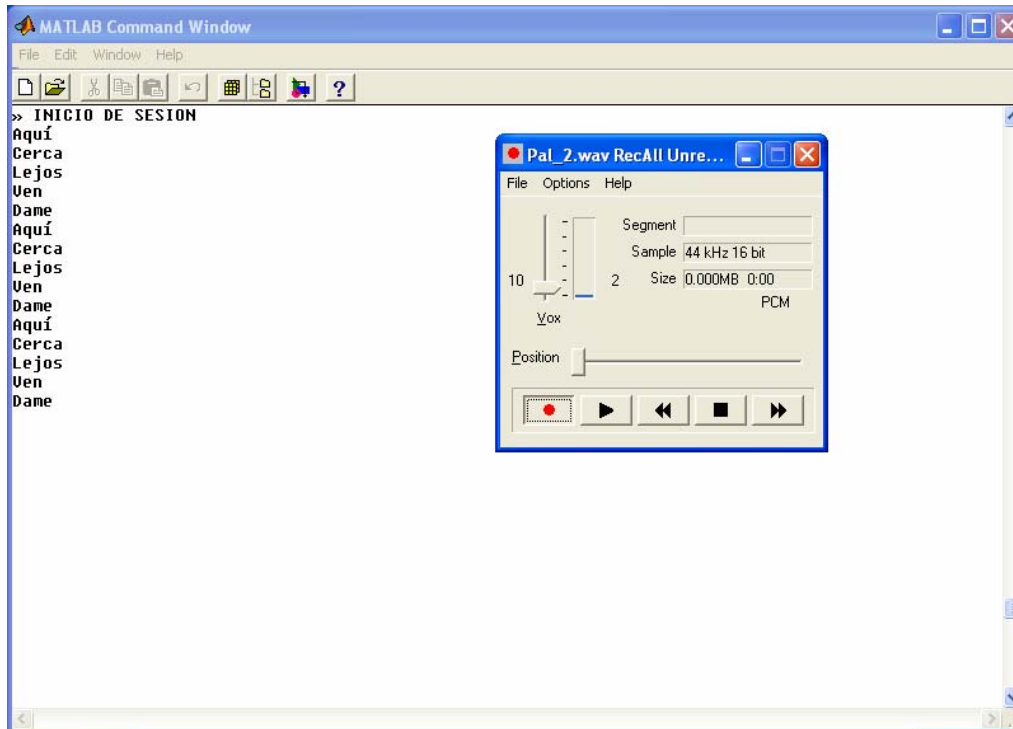 MATLAB Command Window
File Edit Window Help
?
» INICIO DE SESION
Aquí
Cerca
Lejos
Ven
Dame
Aquí
Cerca
Lejos
Ven
Dame
Aquí
Cerca
Lejos
Ven
Dame
Pal_2.wav RecAll Unre...
File Options Help
Segment
Sample 44 kHz 16 bit
10 2 Size 0.000MB 0:00
PCM
Vox
Position